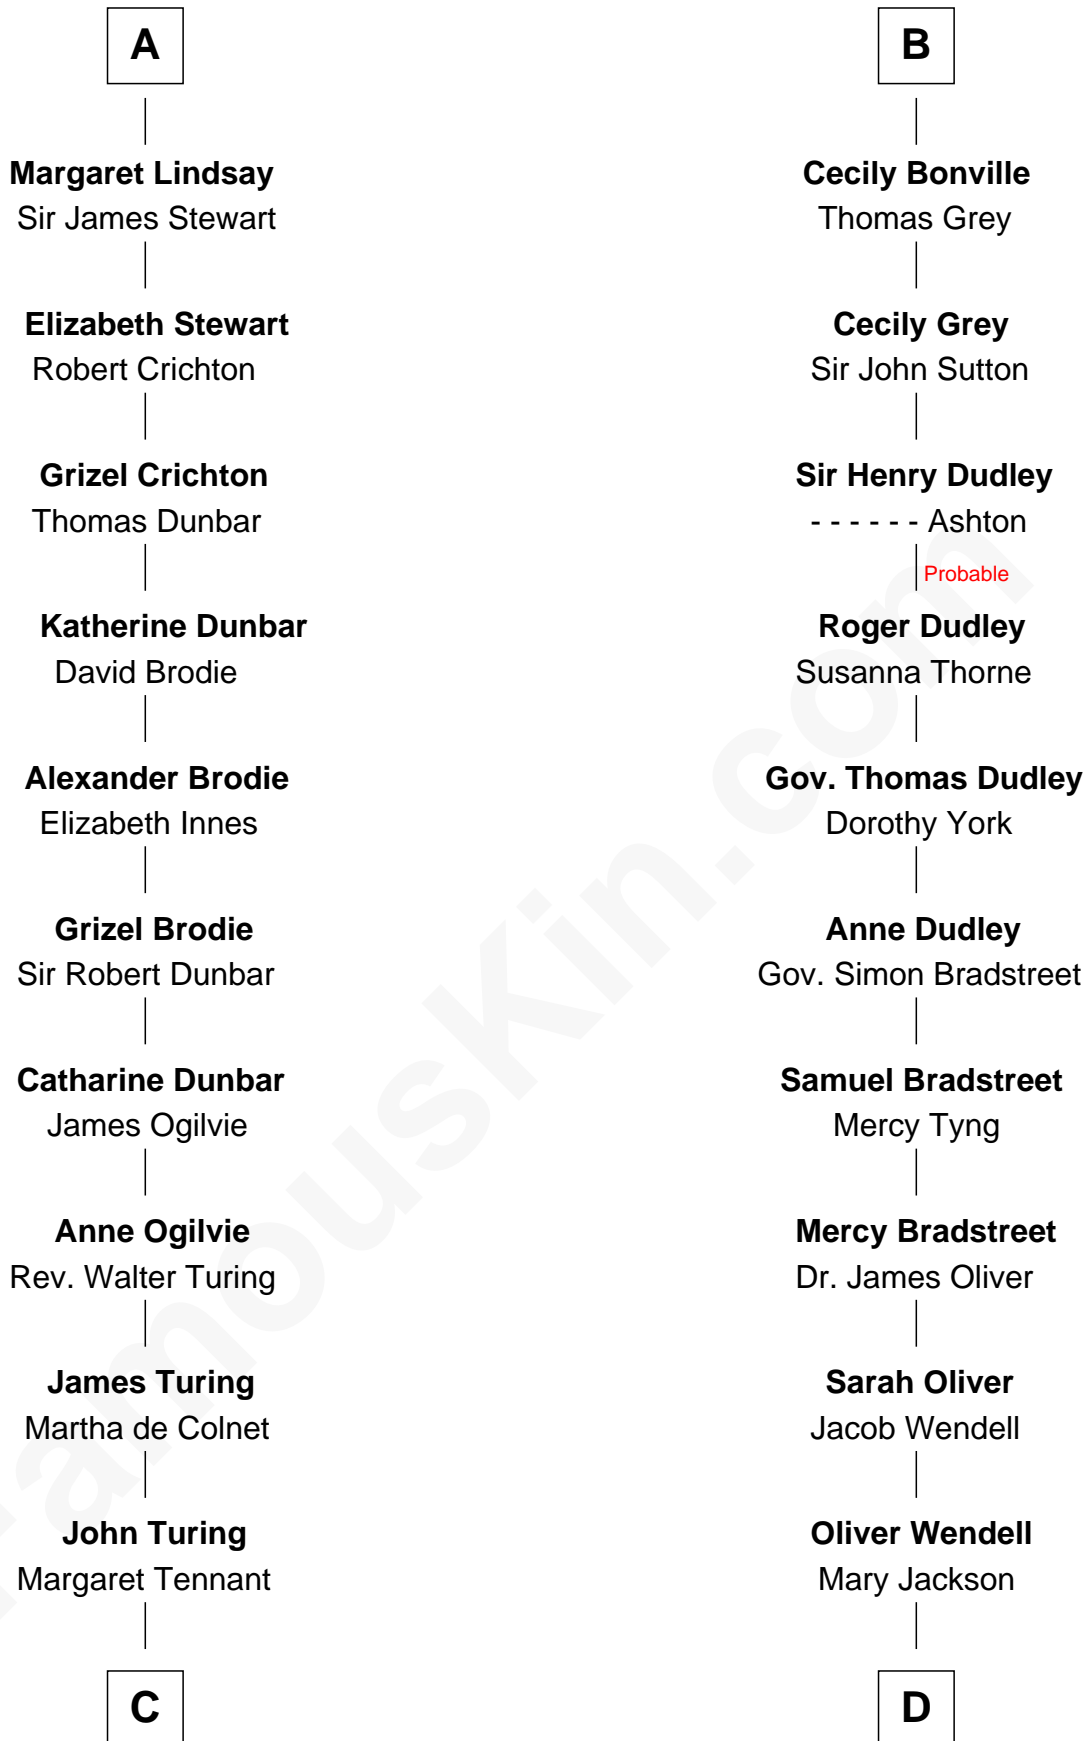 A
Margaret Lindsay
Sir James Stewart
Elizabeth Stewart
Robert Crichton
Grizel Crichton
Thomas Dunbar
Katherine Dunbar
David Brodie
Alexander Brodie
Elizabeth Innes
Grizel Brodie
Sir Robert Dunbar
Catharine Dunbar
James Ogilvie
Anne Ogilvie
Rev. Walter Turing
James Turing
Martha de Colnet
John Turing
Margaret Tennant
C
B
Cecily Bonville
Thomas Grey
Cecily Grey
Sir John Sutton
Sir Henry Dudley
- - - - - - Ashton
Probable
Roger Dudley
Susanna Thorne
Gov. Thomas Dudley
Dorothy York
Anne Dudley
Gov. Simon Bradstreet
Samuel Bradstreet
Mercy Tyng
Mercy Bradstreet
Dr. James Oliver
Sarah Oliver
Jacob Wendell
Oliver Wendell
Mary Jackson
D
FamousKin.com